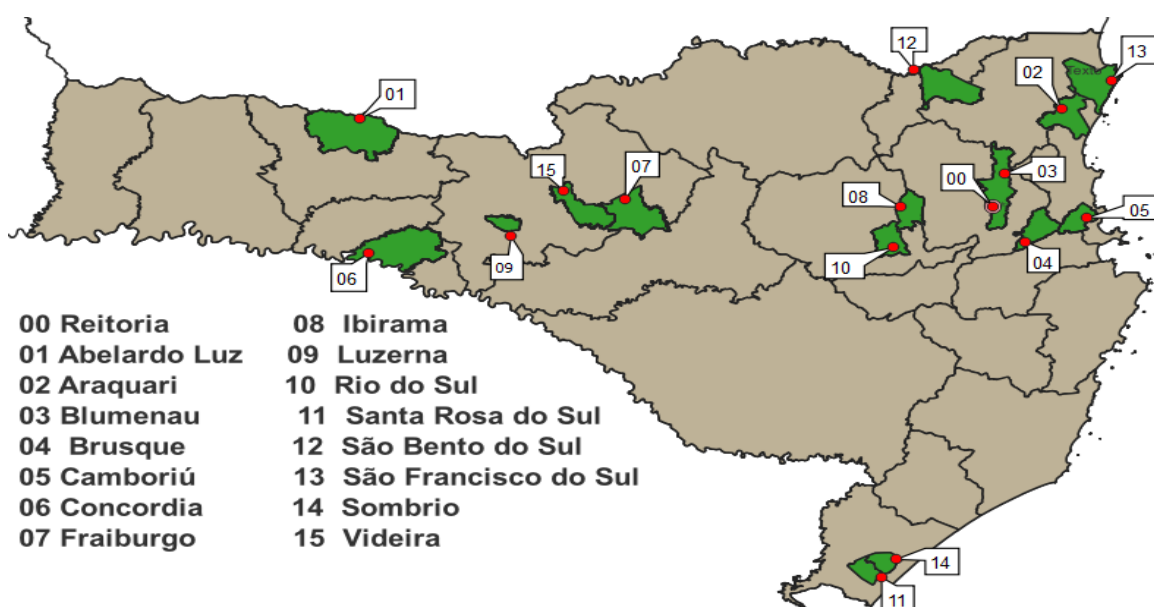 12
13
02
01
15
07
03
00
08
05
09
10
04
06
Texto
00 Reitoria
01 Abelardo Luz
02 Araquari
03 Blumenau
04 Brusque
05 Camboriú
06 Concordia
07 Fraiburgo
08 Ibirama
09 Luzerna
10 Rio do Sul
11 Santa Rosa do Sul
12 São Bento do Sul
13 São Francisco do Sul
14 Sombrio
15 Videira
14
11